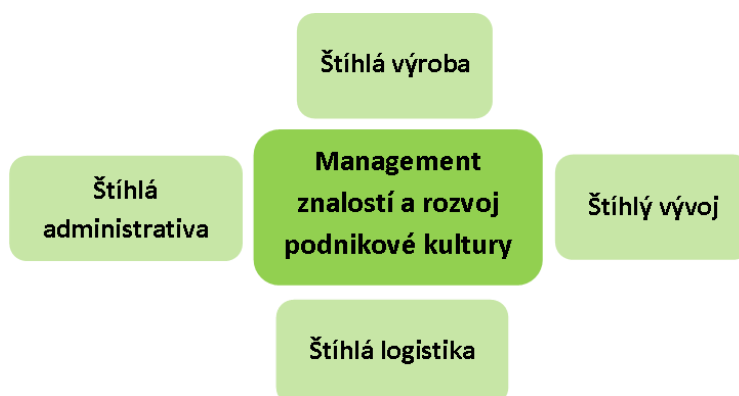 Štíhlá výroba
Štíhlá
administrativa
Management
znalostí a rozvoj
podnikové kultury
Štíhlý vývoj
Štíhlá logistika